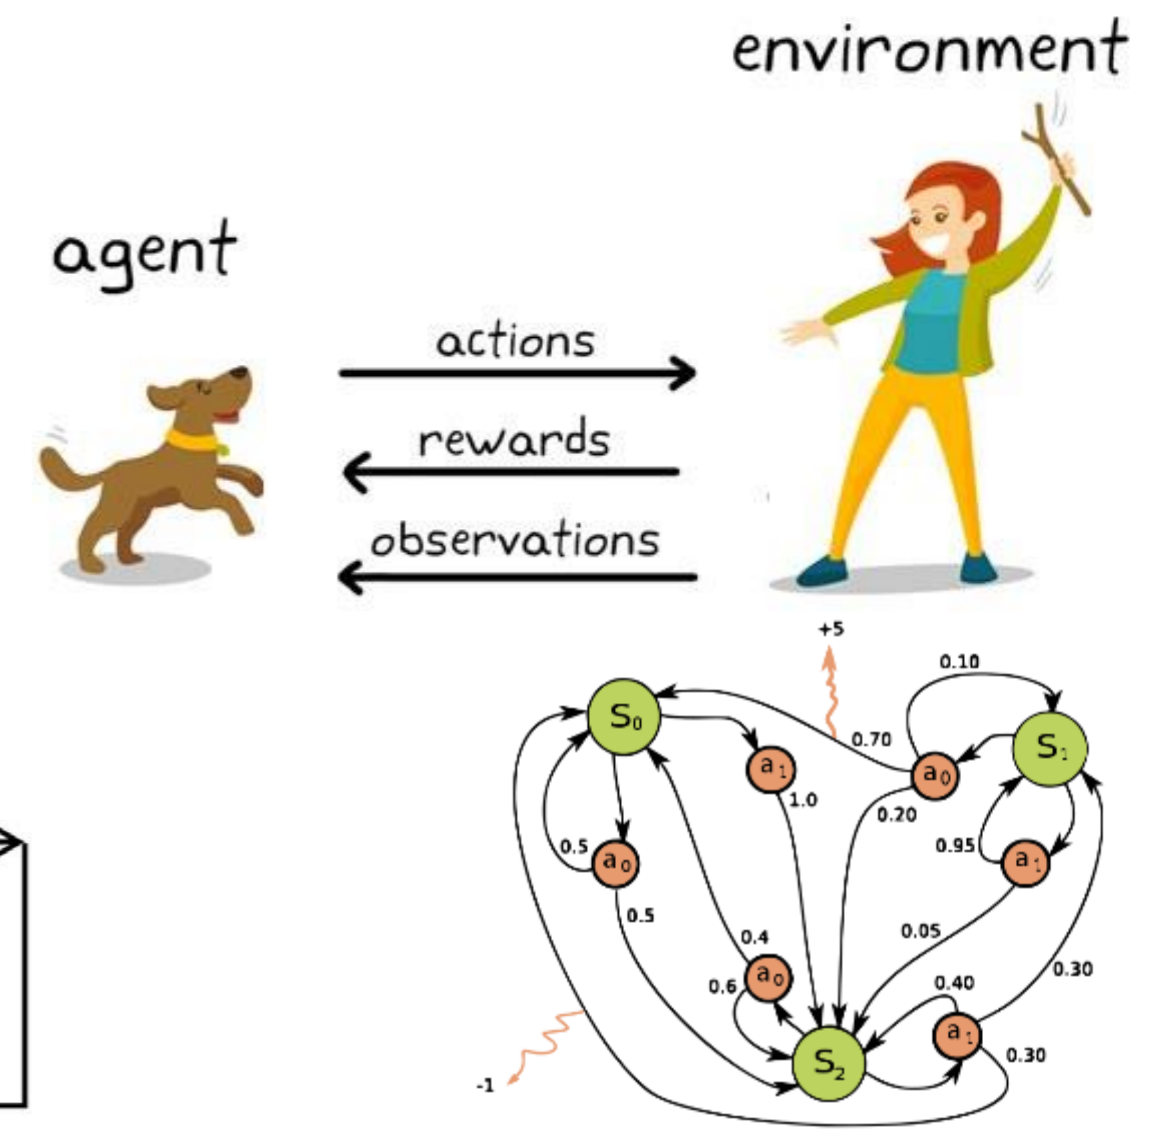 environment
agent
actions
rewards
observations
+5
0.10
S₀
0.70
S₁
a₁
a₀
1.0
0.20
0.5
a₀
0.95
a₁
0.5
0.05
0.4
0.30
0.6
a₀
0.40
a₁
0.30
S₂
-1